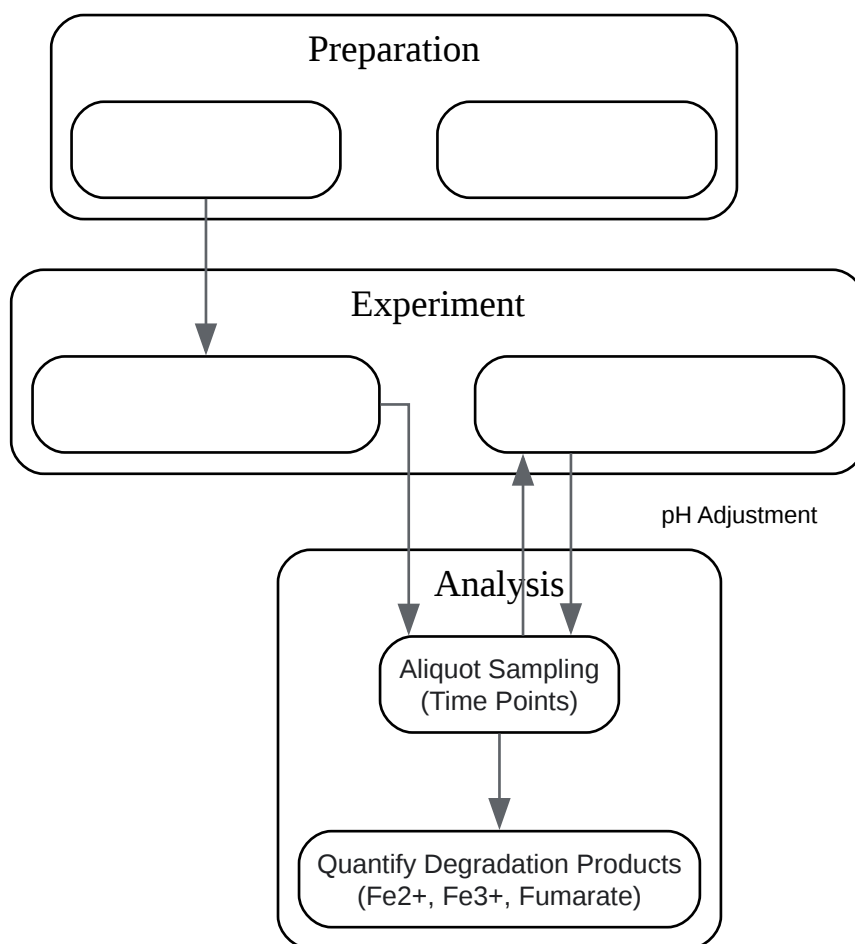 Preparation
Experiment
pH Adjustment
Analysis
Aliquot Sampling
(Time Points)
Quantify Degradation Products
(Fe2+, Fe3+, Fumarate)